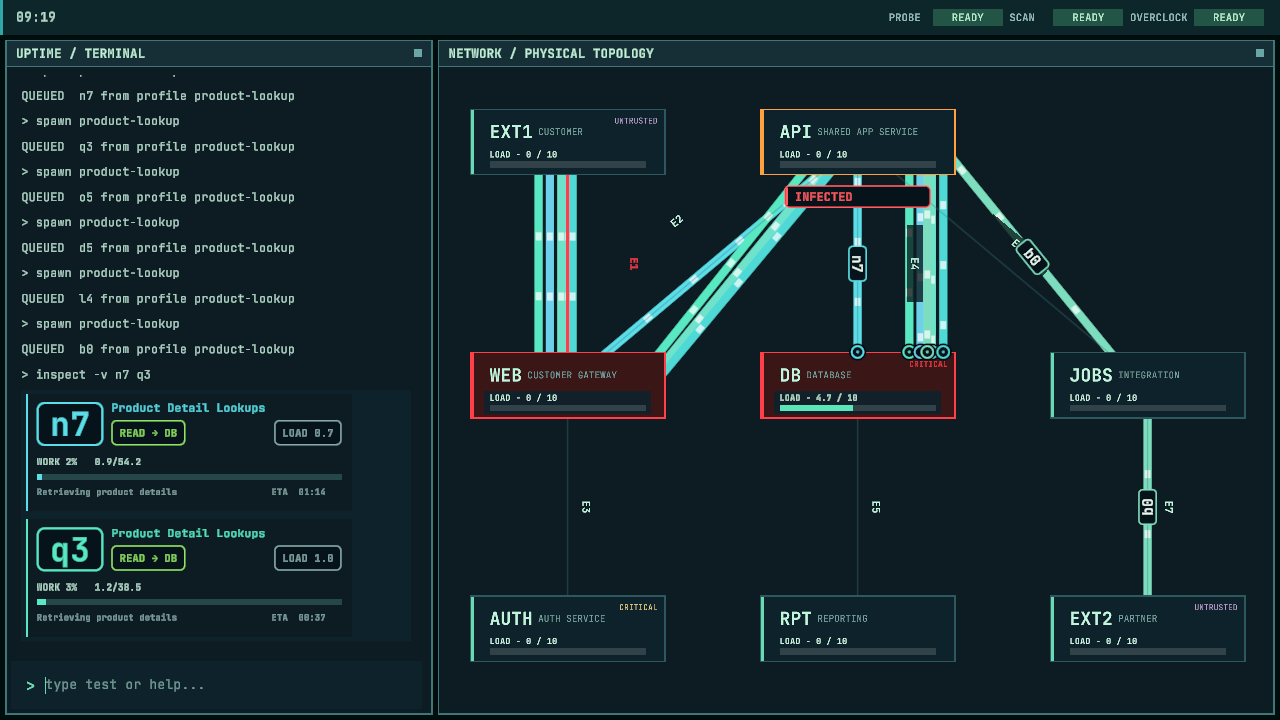 09:19
PROBE READY SCAN READY OVERCLOCK READY
UPTIME / TERMINAL
QUEUED n7 from profile product-lookup
> spawn product-lookup
QUEUED q3 from profile product-lookup
> spawn product-lookup
> spawn product-lookup
QUEUED d5 from profile product-lookup
> spawn product-lookup
QUEUED l4 from profile product-lookup
> spawn product-lookup
QUEUED b0 from profile product-lookup
> inspect -v n7 q3
n7 Product Detail Lookups
READ → DB LOAD 0.7
WORK 2% 0.9/54.2
Retrieving product details ETA 01:14
q3 Product Detail Lookups
READ → DB LOAD 1.0
WORK 3% 1.2/38.5
Retrieving product details ETA 00:37
> type test or help...
NETWORK / PHYSICAL TOPOLOGY
UNTRUSTED
EXT1 CUSTOMER
LOAD - 0 / 10
API SHARED APP SERVICE
LOAD - 0 / 10
INFECTED
E2
E1
n7
E4
b0
CRITICAL
WEB CUSTOMER GATEWAY
LOAD - 0 / 10
DB DATABASE
LOAD - 4.7 / 10
JOBS INTEGRATION
LOAD - 0 / 10
E3
E5
E7
CRITICAL
AUTH AUTH SERVICE
LOAD - 0 / 10
RPT REPORTING
LOAD - 0 / 10
UNTRUSTED
EXT2 PARTNER
LOAD - 0 / 10